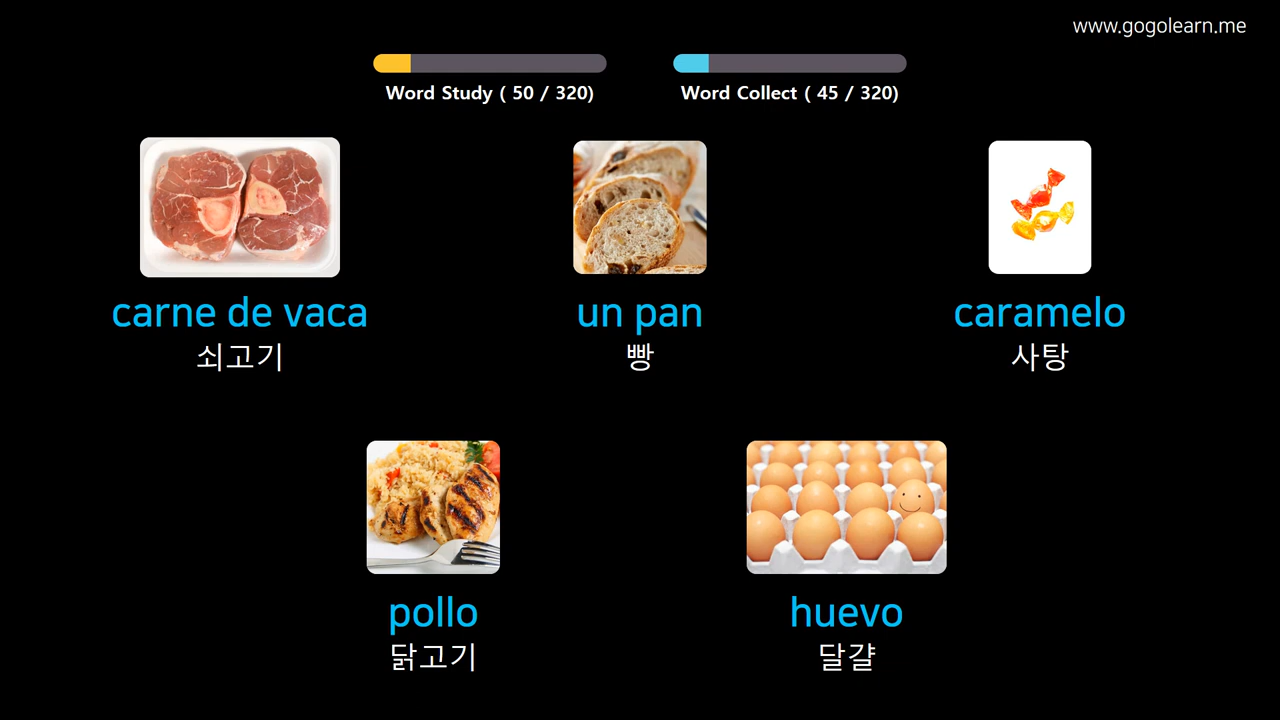 www.gogolearn.me
Word Study ( 50 / 320)
Word Collect ( 45 / 320)
carne de vaca
쇠고기
un pan
빵
caramelo
사탕
pollo
닭고기
huevo
달걀